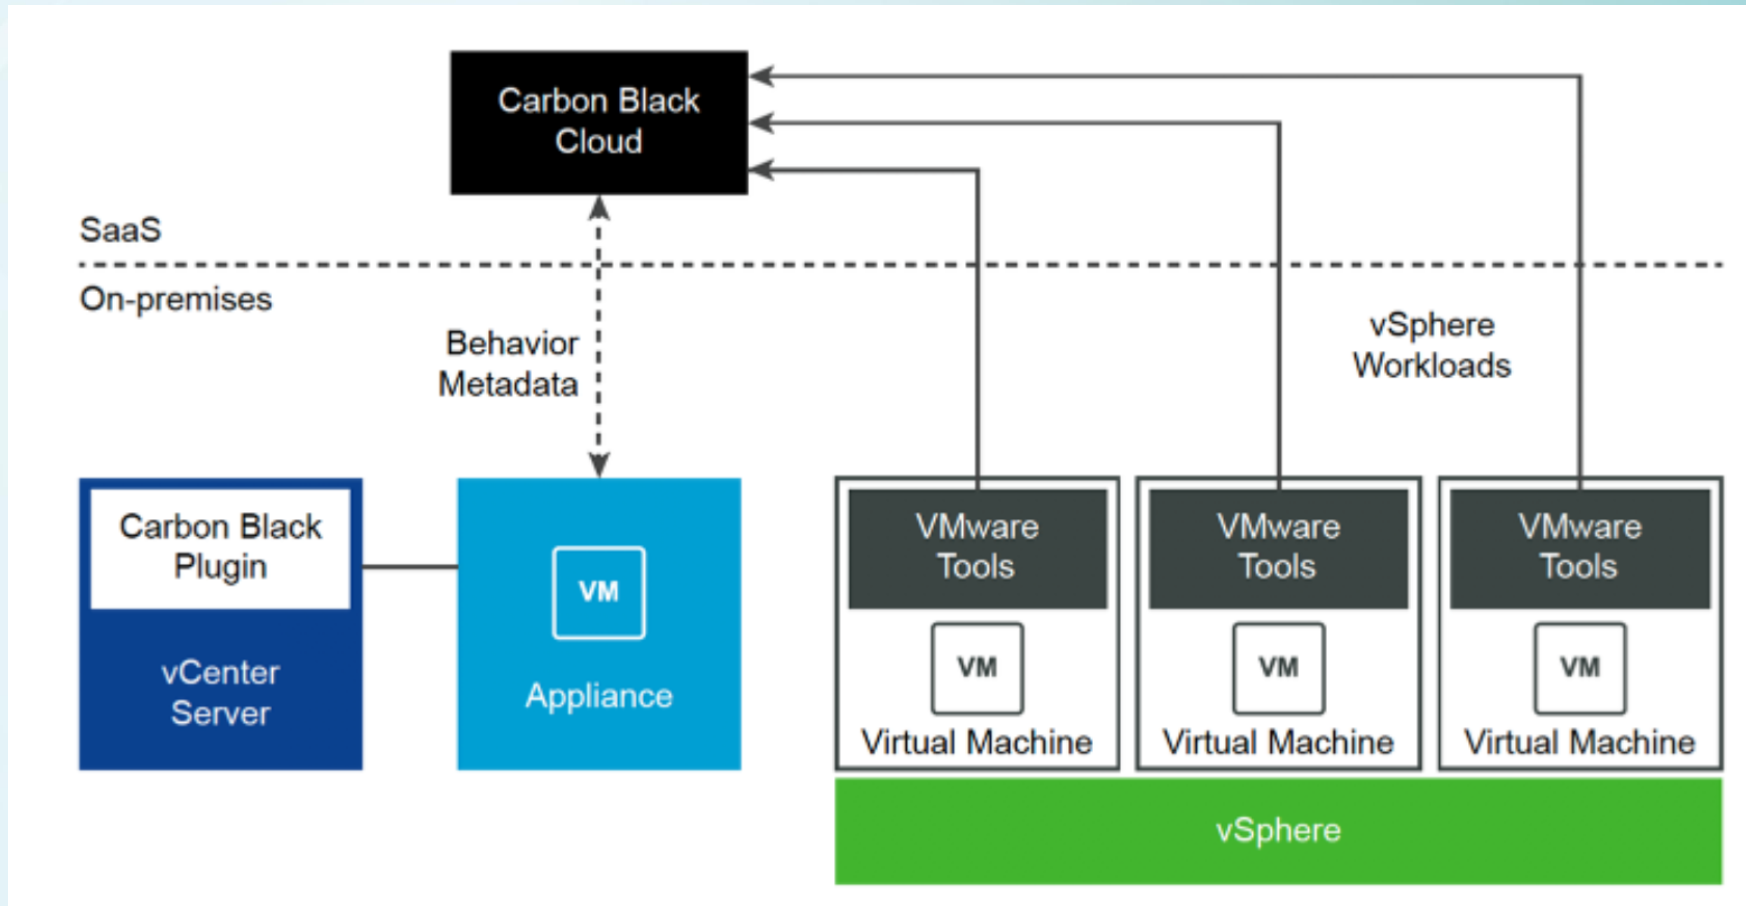 Carbon Black
Cloud
SaaS
On-premises
Behavior
Metadata
vSphere
Workloads
Carbon Black
Plugin
vCenter
Server
VM
Appliance
VMware
Tools
VM
Virtual Machine
VMware
Tools
VM
Virtual Machine
VMware
Tools
VM
Virtual Machine
vSphere